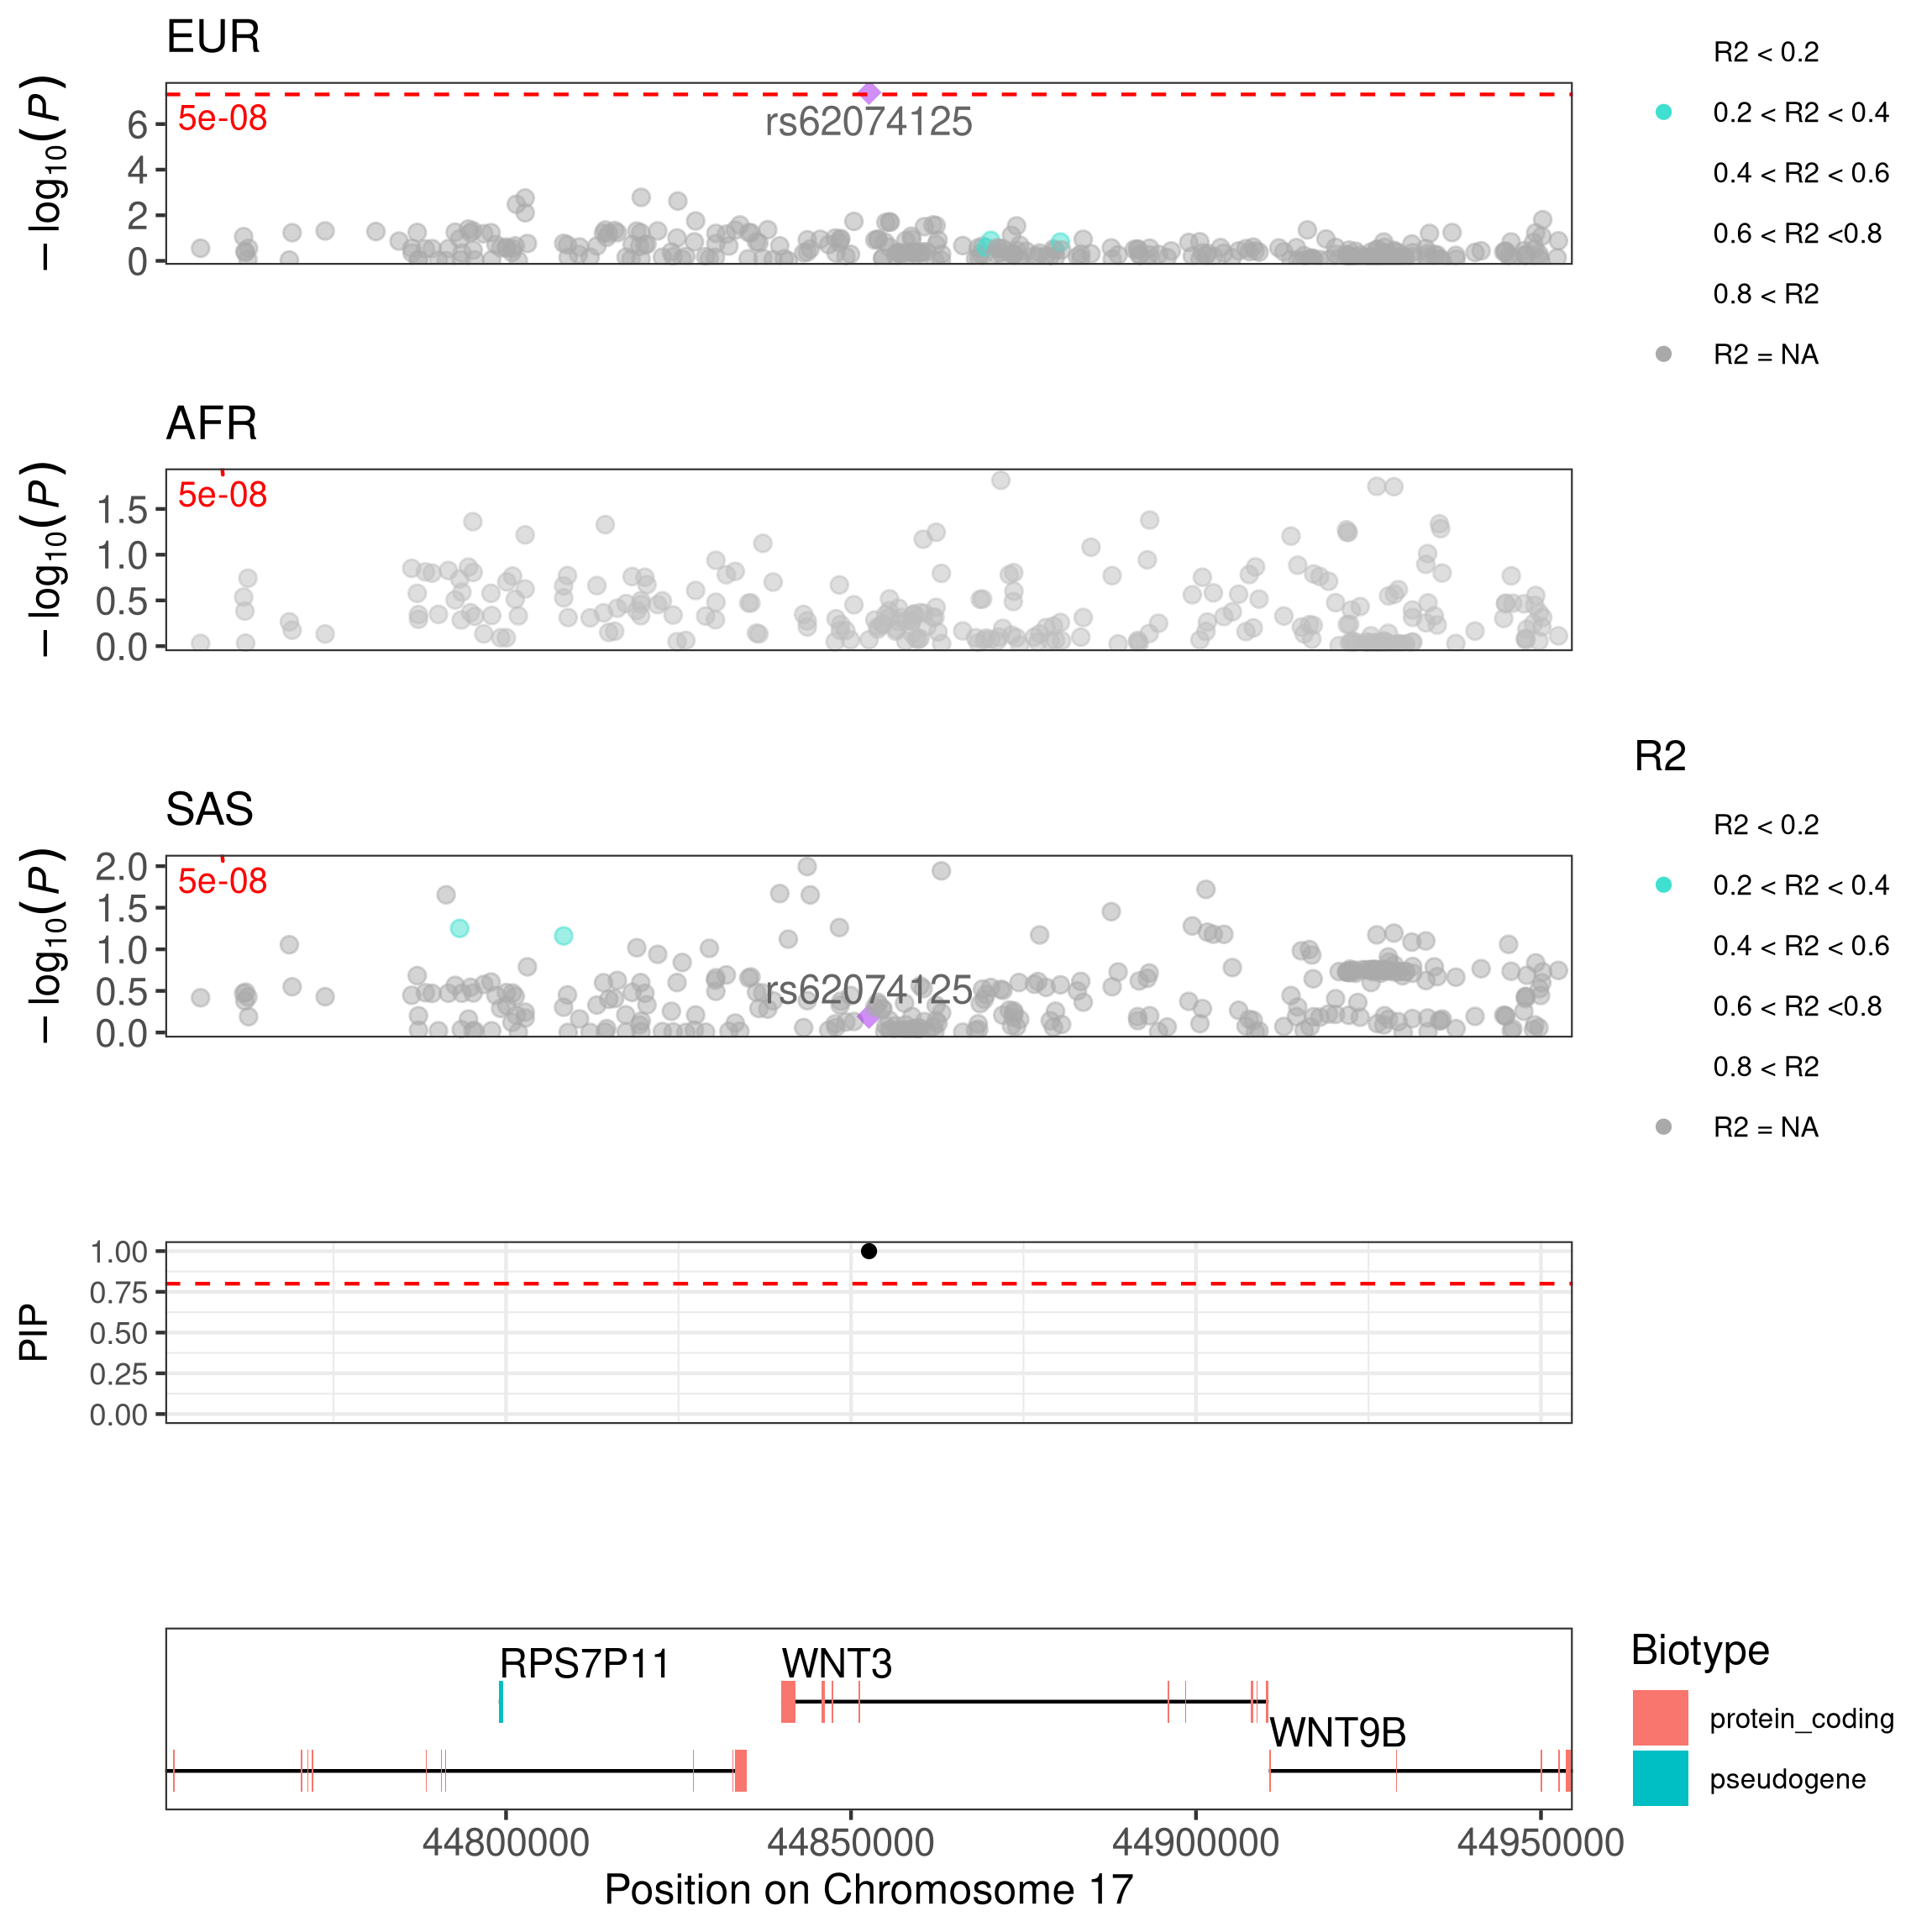 EUR
− log10(P)
6
4
2
0
5e-08
rs62074125
R2 < 0.2
0.2 < R2 < 0.4
0.4 < R2 < 0.6
0.6 < R2 <0.8
0.8 < R2
R2 = NA
AFR
− log10(P)
1.5
1.0
0.5
0.0
5e-08
SAS
− log10(P)
2.0
1.5
1.0
0.5
0.0
5e-08
rs62074125
R2
R2 < 0.2
0.2 < R2 < 0.4
0.4 < R2 < 0.6
0.6 < R2 <0.8
0.8 < R2
R2 = NA
PIP
1.00
0.75
0.50
0.25
0.00
RPS7P11
WNT3
WNT9B
Biotype
protein_coding
pseudogene
44800000 44850000 44900000 44950000
Position on Chromosome 17